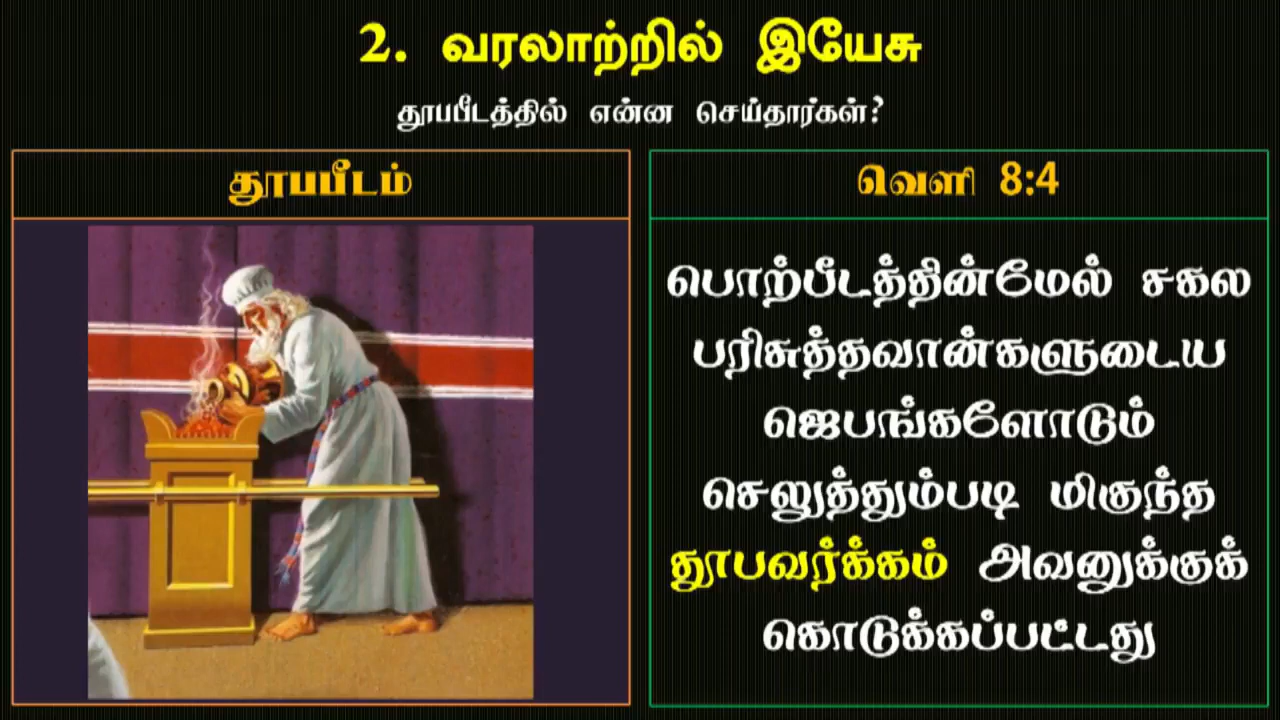 2. வரலாற்றில் இயேசு
தூபபீடத்தில் என்ன செய்தார்கள்?
தூபபீடம்
வெளி 8:4
பொற்பீடத்தின்மேல் சகல
பரிசுத்தவான்களுடைய
ஜெபங்களோடும்
செலுத்தும்படி மிகுந்த
தூபவர்க்கம் அவனுக்குக்
கொடுக்கப்பட்டது